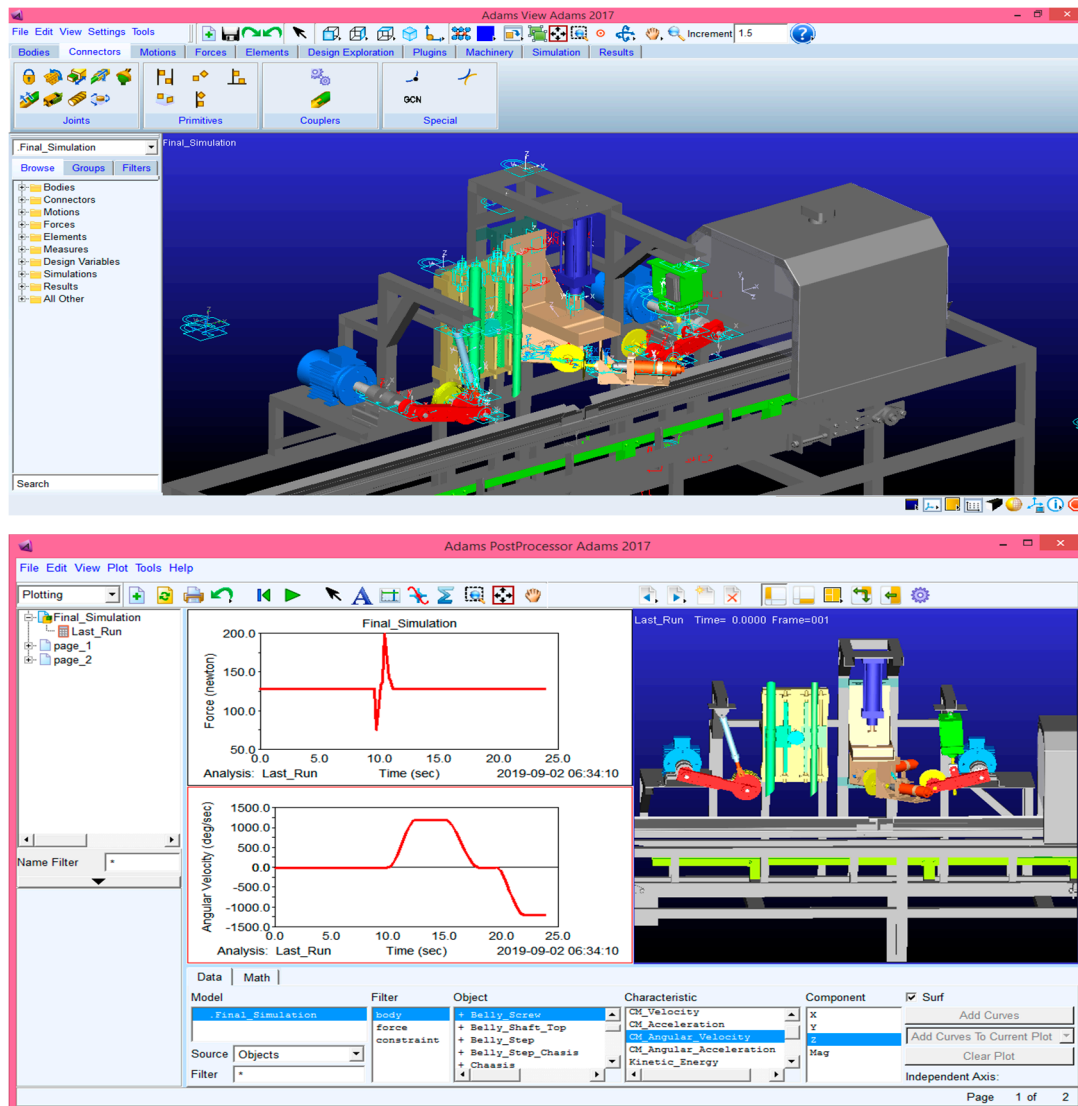 Adams View Adams 2017
File Edit View Settings Tools
Increment 1.5
Bodies Connectors Motions Forces Elements Design Exploration Plugins Machinery Simulation Results
GCN
Joints Primitives Couplers Special
.Final_Simulation
Final_Simulation
Browse Groups Filters
Bodies
Connectors
Motions
Forces
Elements
Measures
Design Variables
Simulations
Results
All Other
Search
Adams PostProcessor Adams 2017
File Edit View Plot Tools Help
Plotting
Final_Simulation
Last_Run
page_1
page_2
Name Filter *
Final_Simulation
Force (newton)
200.0
150.0
100.0
50.0
0.0 5.0 10.0 15.0 20.0 25.0
Analysis: Last_Run Time (sec) 2019-09-02 06:34:10
Angular Velocity (deg/sec)
1500.0
1000.0
500.0
0.0
-500.0
-1000.0
-1500.0
0.0 5.0 10.0 15.0 20.0 25.0
Analysis: Last_Run Time (sec) 2019-09-02 06:34:10
Last_Run Time= 0.0000 Frame=001
Data Math
Model Filter Object Characteristic Component Surf
.Final_Simulation
Source Objects
Filter *
body
force
constraint
+ Belly_Screw
+ Belly_Shaft_Top
+ Belly_Step
+ Belly_Step_Chasis
+ Chaasis
CM_Velocity
CM_Acceleration
CM_Angular_Velocity
CM_Angular_Acceleration
Kinetic_Energy
X
Y
Z
Mag
Add Curves
Add Curves To Current Plot
Clear Plot
Independent Axis:
Page 1 of 2